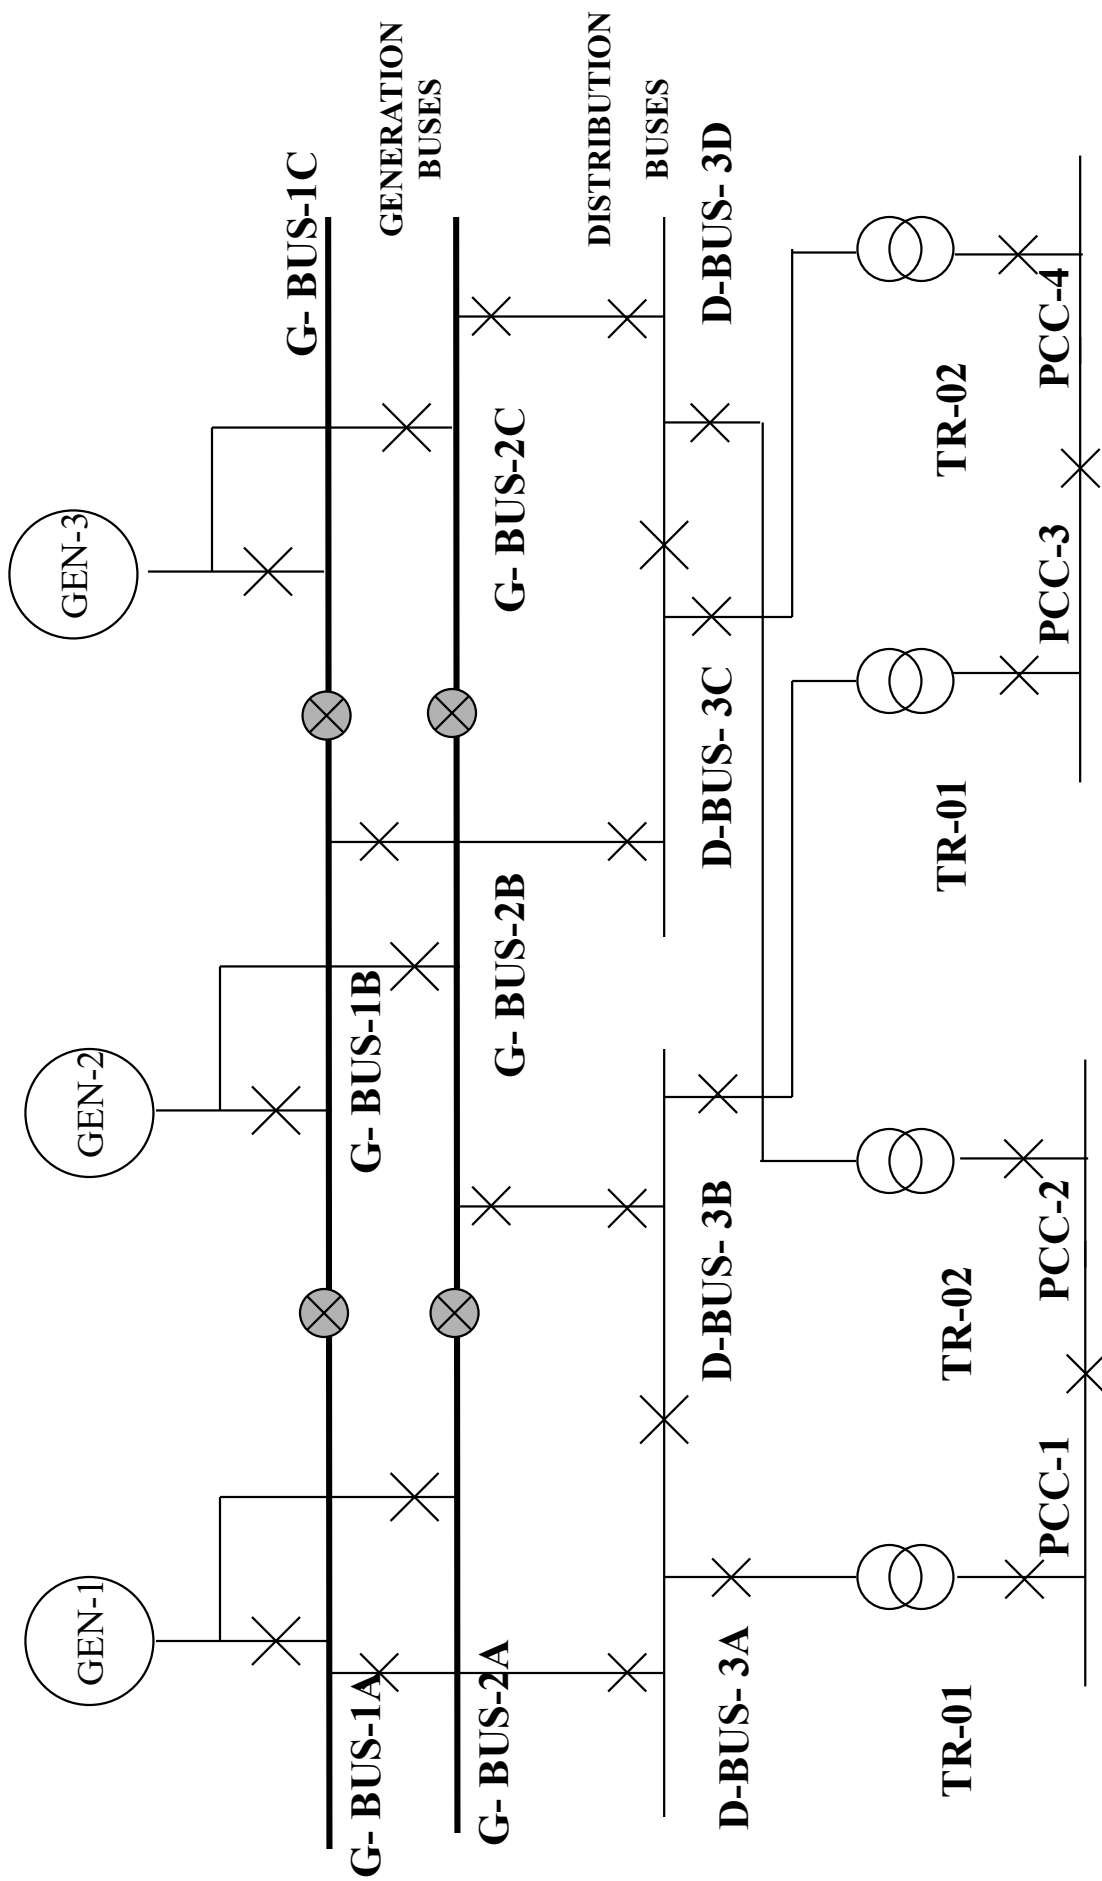 GEN-1
GEN-2
GEN-3
G- BUS-1C
GENERATION
BUSES
G- BUS-1A
G- BUS-1B
G- BUS-2A
G- BUS-2B
G- BUS-2C
DISTRIBUTION
BUSES
D-BUS- 3A
D-BUS- 3B
D-BUS- 3C
D-BUS- 3D
TR-01
TR-02
TR-01
TR-02
PCC-1
PCC-2
PCC-3
PCC-4